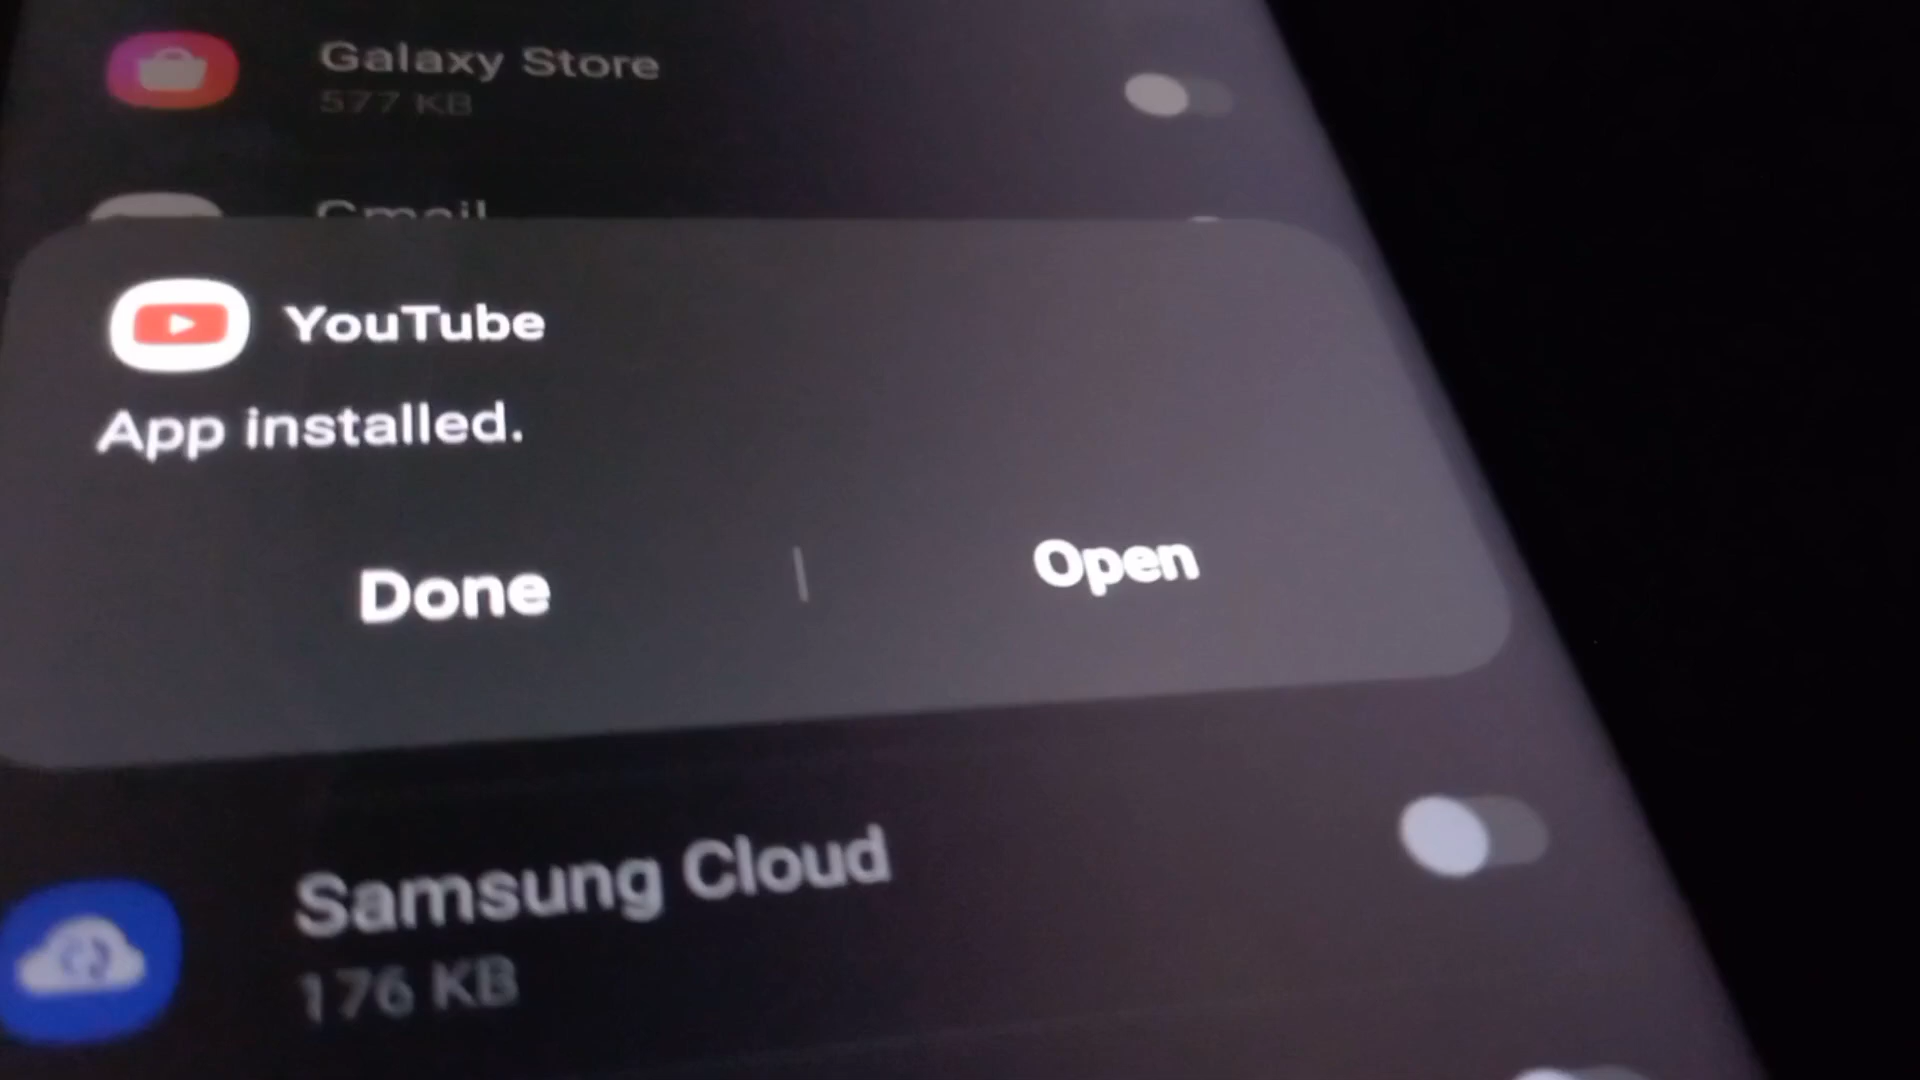 Galaxy Store
577 KB
Gmail
YouTube
App installed.
Done
Open
Samsung Cloud
176 KB